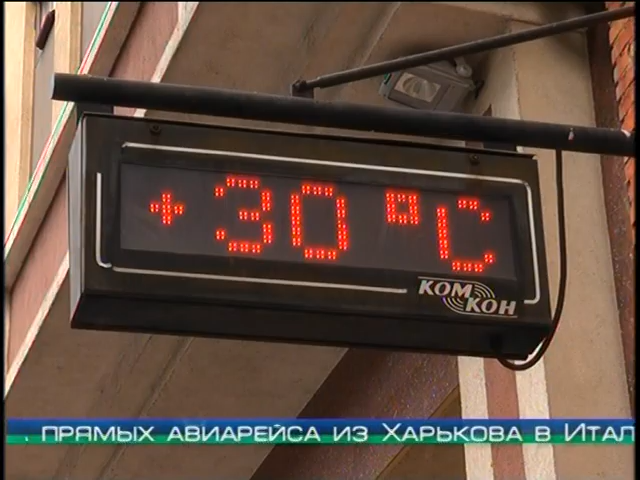 +30 °C
КОМ
КОН
. ПРЯМЫХ АВИАРЕЙСА ИЗ ХАРЬКОВА В ИТАЛ